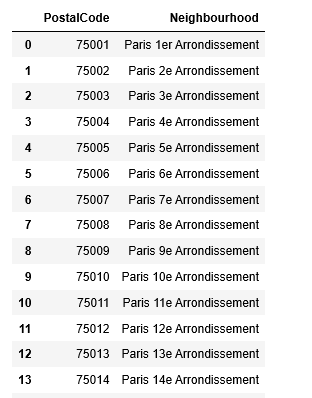 PostalCode Neighbourhood
0 75001 Paris 1er Arrondissement
1 75002 Paris 2e Arrondissement
2 75003 Paris 3e Arrondissement
3 75004 Paris 4e Arrondissement
4 75005 Paris 5e Arrondissement
5 75006 Paris 6e Arrondissement
6 75007 Paris 7e Arrondissement
7 75008 Paris 8e Arrondissement
8 75009 Paris 9e Arrondissement
9 75010 Paris 10e Arrondissement
10 75011 Paris 11e Arrondissement
11 75012 Paris 12e Arrondissement
12 75013 Paris 13e Arrondissement
13 75014 Paris 14e Arrondissement